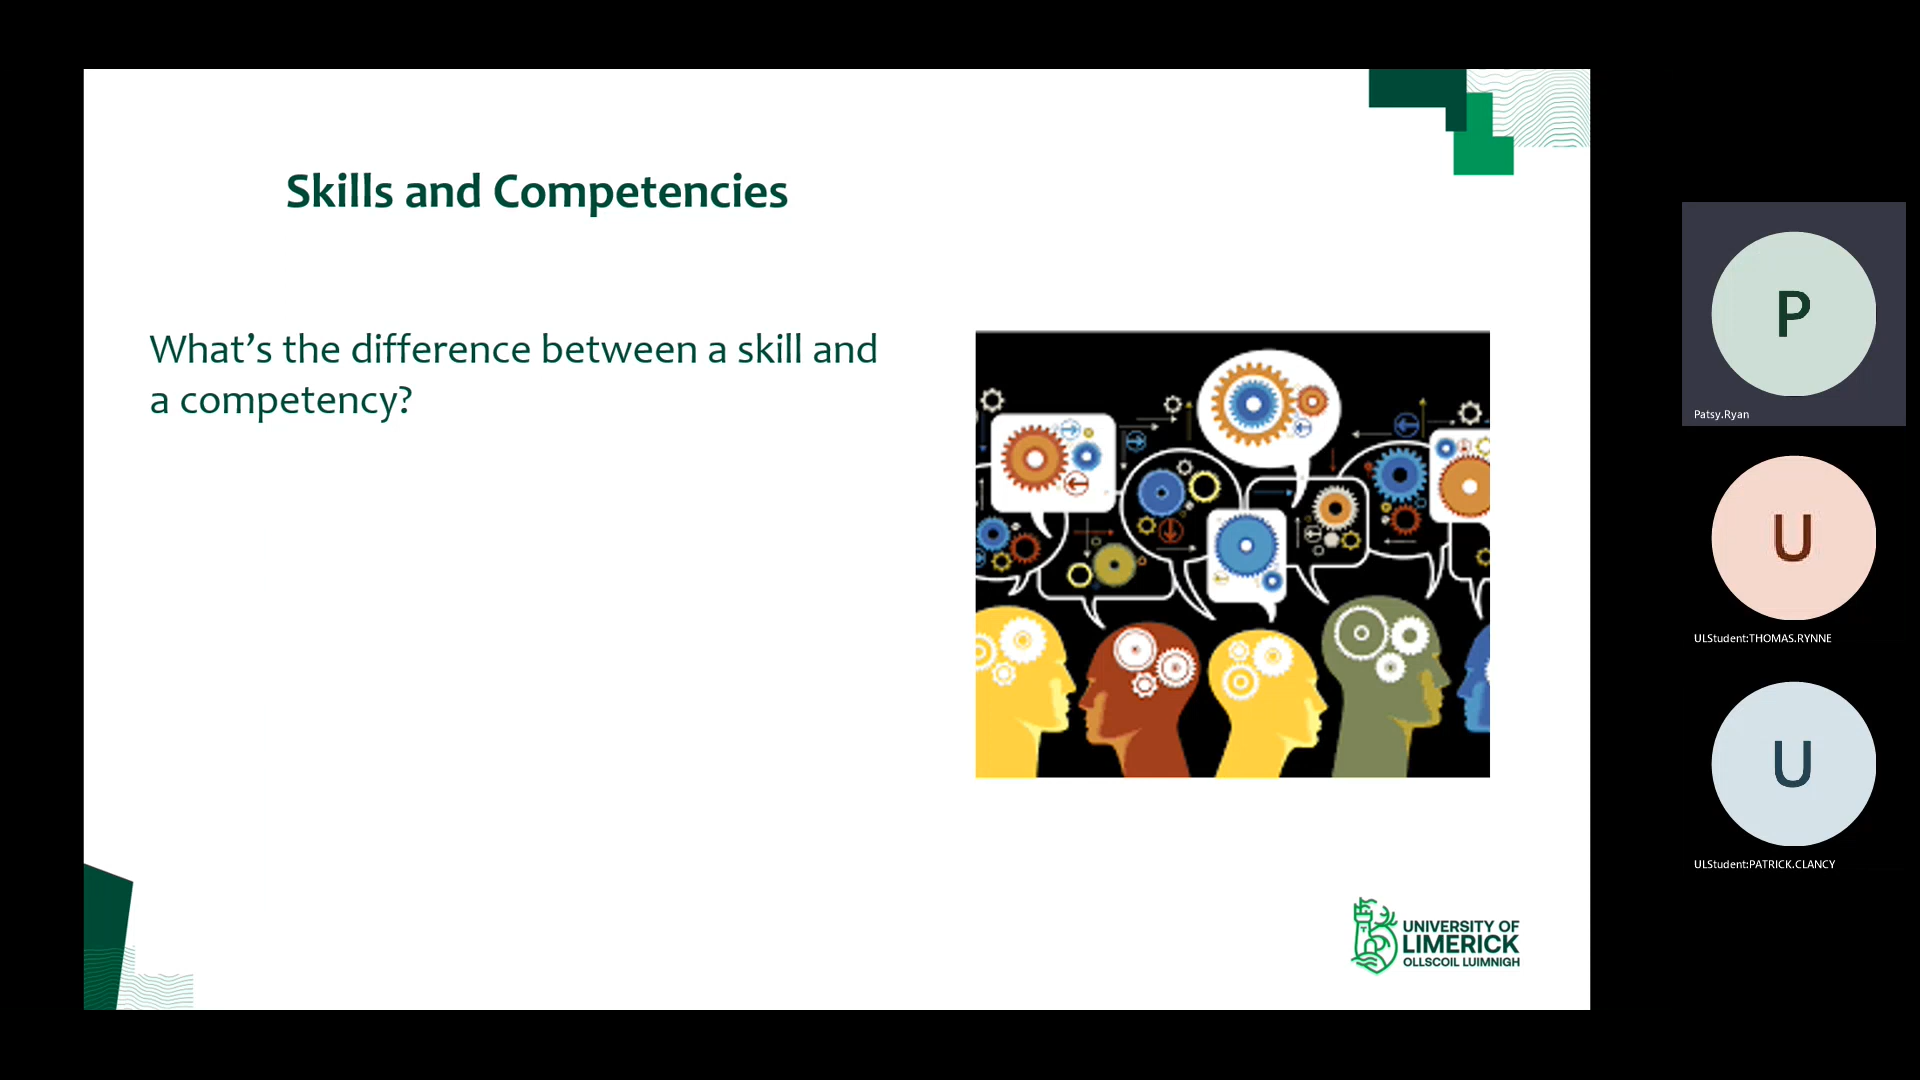 Skills and Competencies
What's the difference between a skill and
a competency?
UNIVERSITY OF
LIMERICK
OLLSCOIL LUIMNIGH
P
Patsy.Ryan
U
ULStudent:THOMAS.RYNNE
U
ULStudent:PATRICK.CLANCY